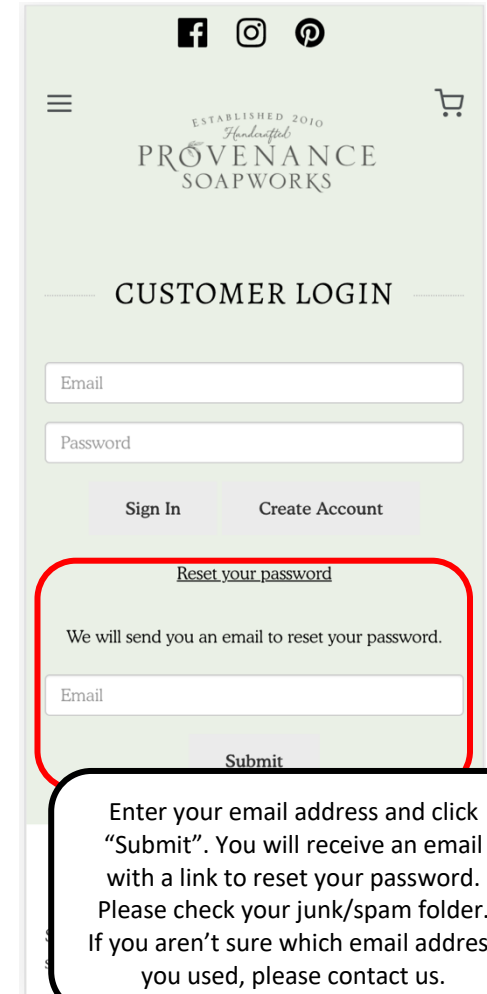 ESTABLISHED 2010
Handcrafted
PROVENANCE
SOAPWORKS
CUSTOMER LOGIN
Email
Password
Sign In Create Account
Reset your password
We will send you an email to reset your password.
Email
Submit
Enter your email address and click
“Submit”. You will receive an email
with a link to reset your password.
Please check your junk/spam folder.
If you aren’t sure which email addres
you used, please contact us.